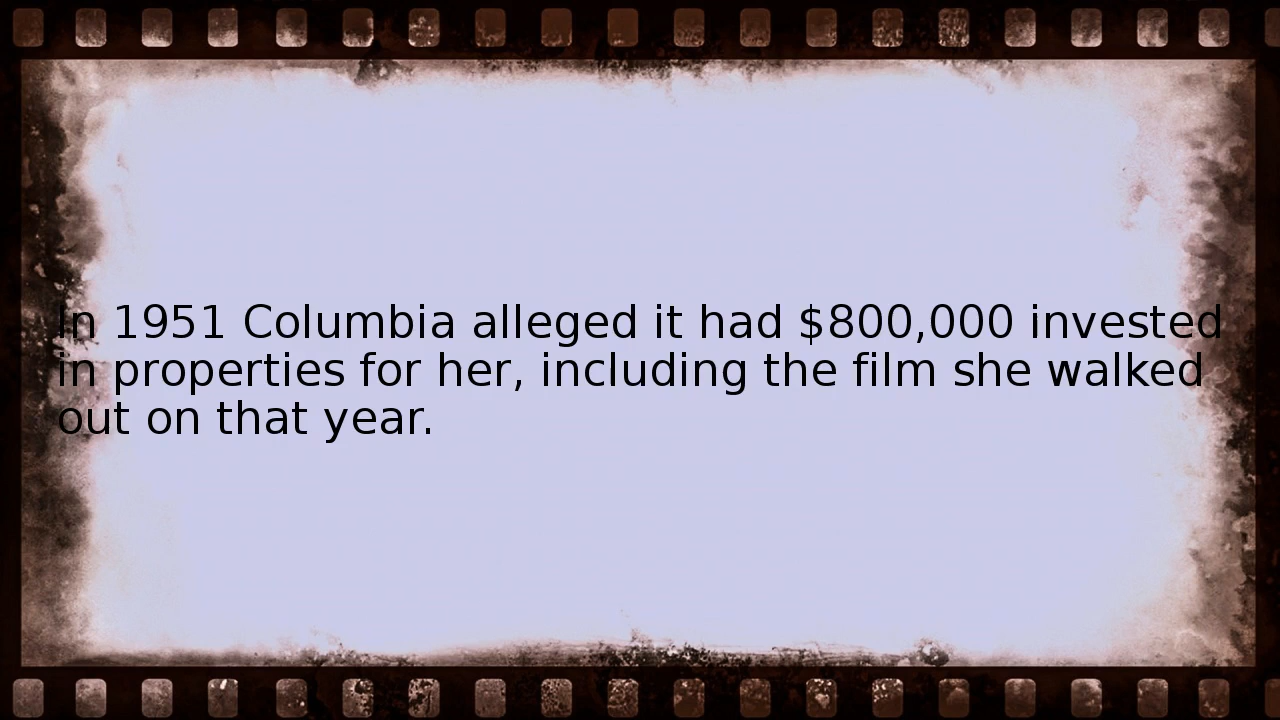 In 1951 Columbia alleged it had $800,000 invested
in properties for her, including the film she walked
out on that year.